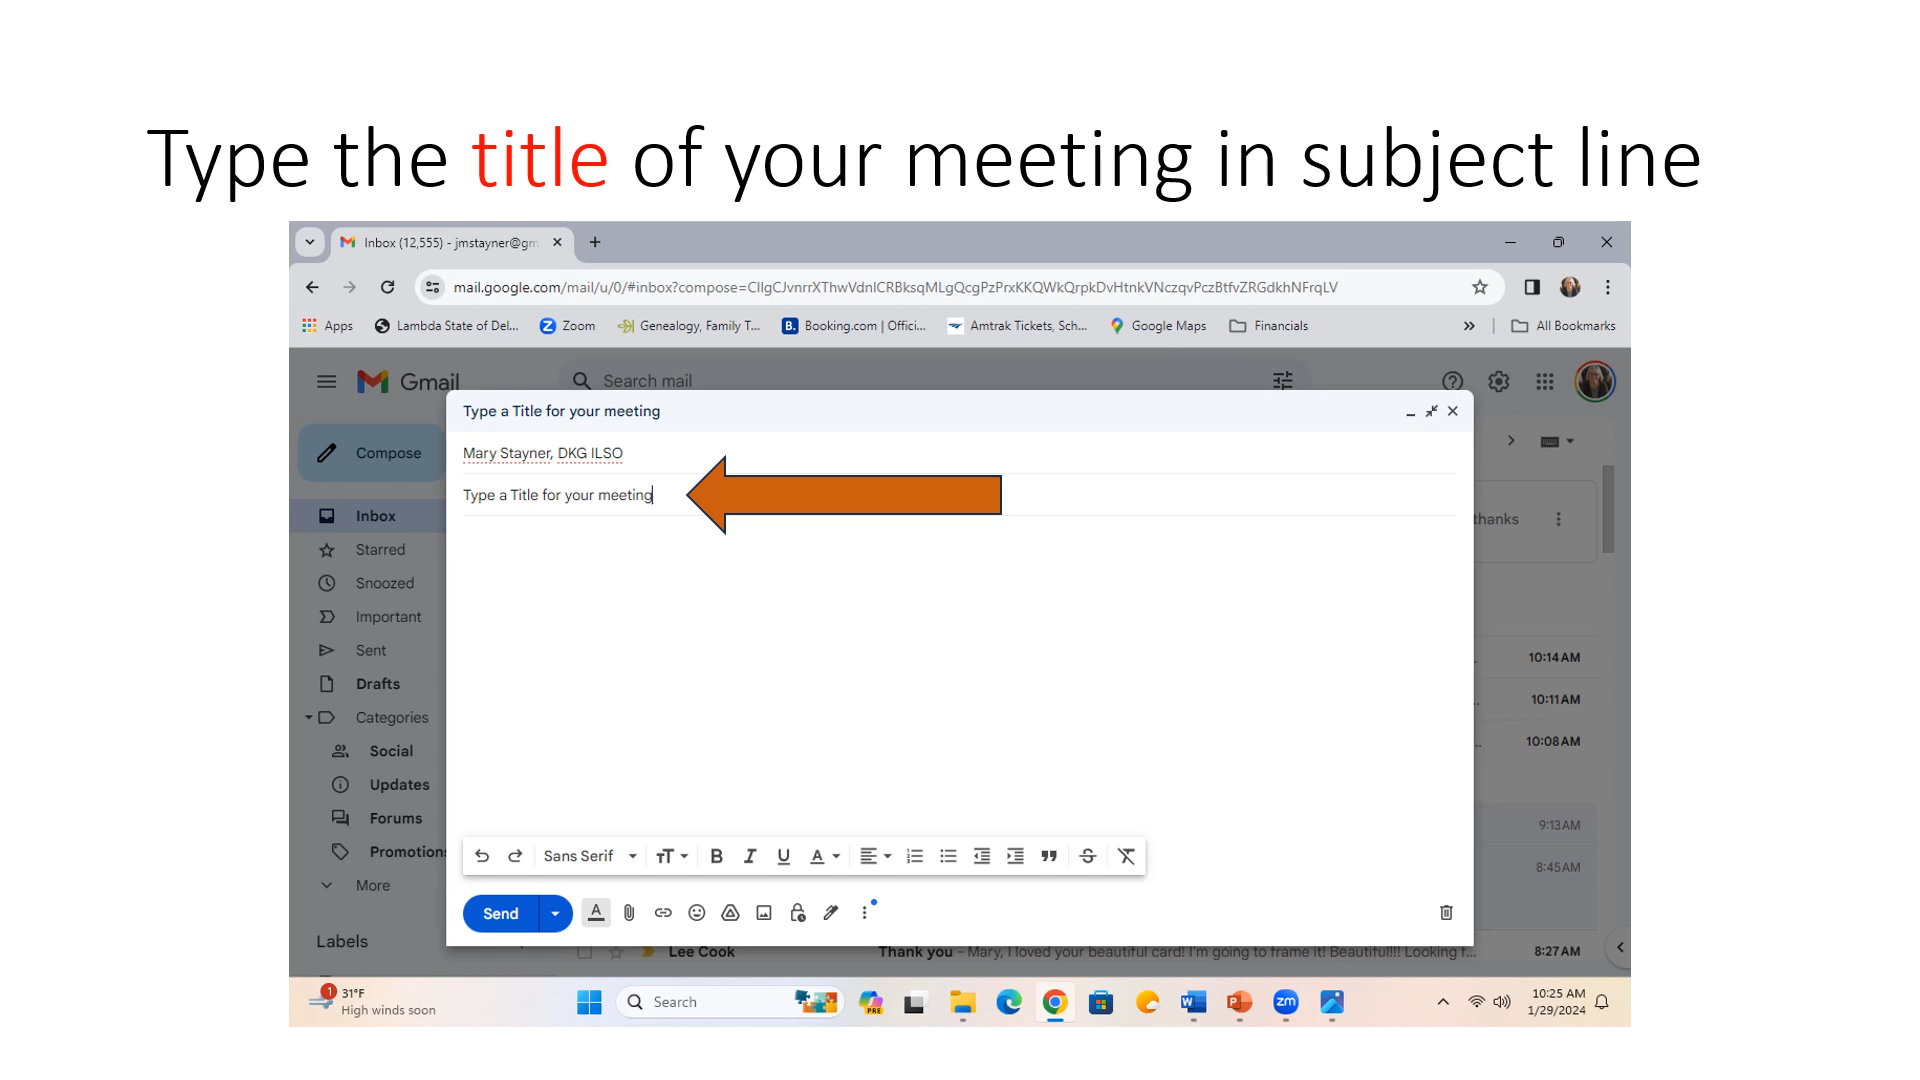 Type the title of your meeting in subject line
Inbox (12,555) - jmstayner@gm
mail.google.com/mail/u/0/#inbox?compose=
Apps
Lambda State of Del...
Zoom
Genealogy, Family T...
B. Booking.com | Offici...
Amtrak Tickets, Sch...
Google Maps
Financials
All Bookmarks
Gmail
Search mail
Type a Title for your meeting
Compose
Mary Stayner, DKG ILSO
Type a Title for your meeting
Inbox
thanks
Starred
Snoozed
Important
Sent
10:14 AM
Drafts
10:11 AM
Categories
10:08 AM
Social
Updates
Forums
9:13 AM
Promotions
8:45 AM
Sans Serif
More
Send
Labels
Lee Cook
Thank you - Mary, I loved your beautiful card! I'm going to frame it! Beautiful!!! Looking f...
8:27 AM
1
31°F
High winds soon
Search
PRE
zm
10:25 AM
1/29/2024